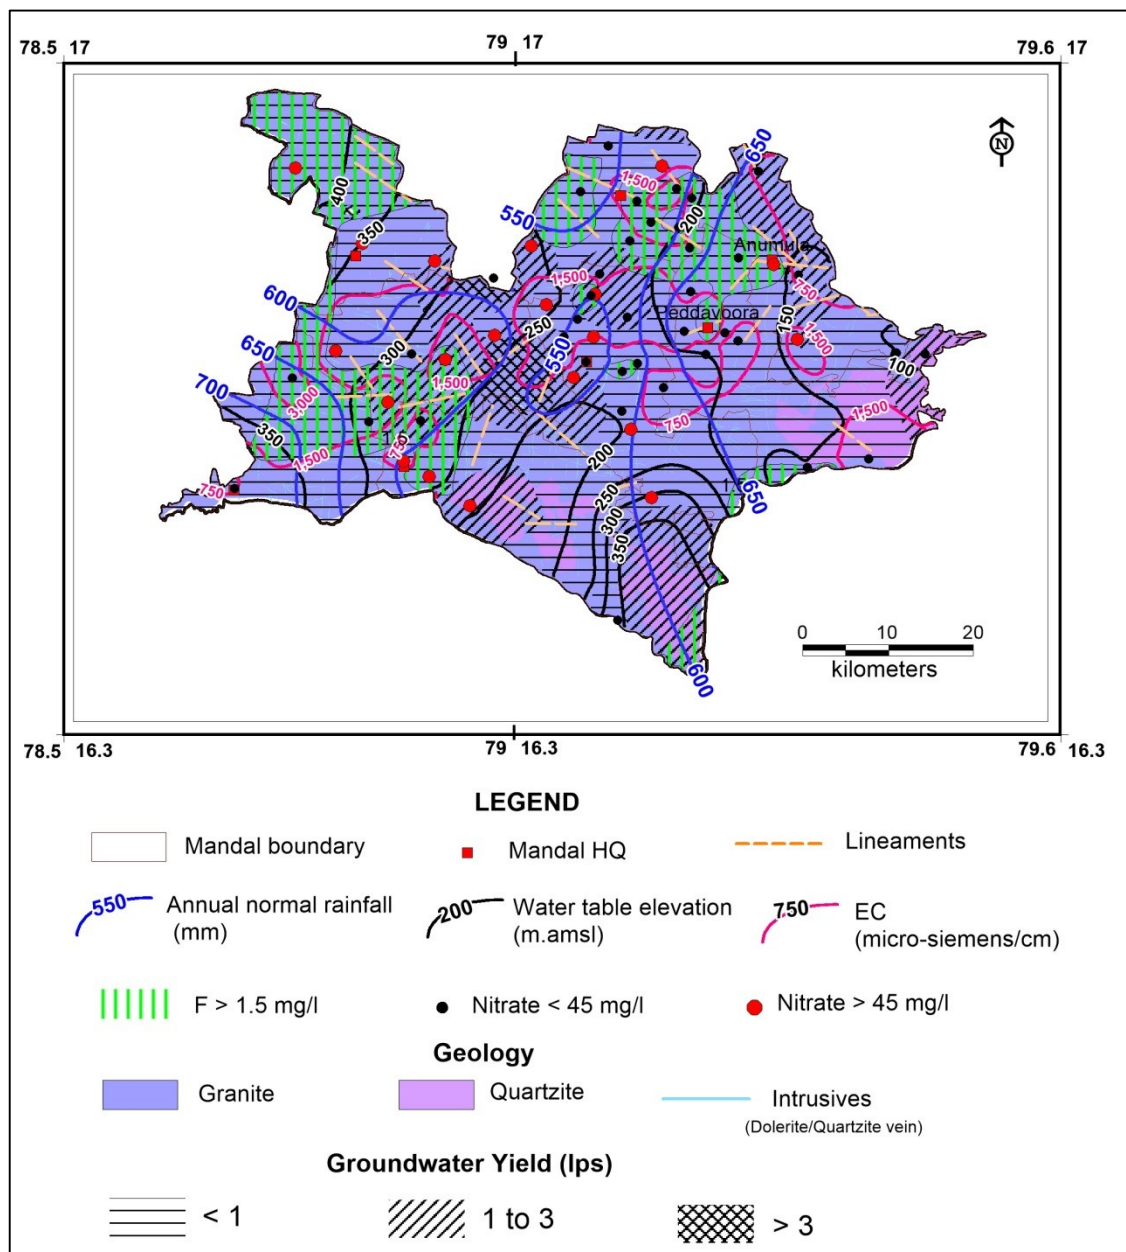 78.5 17
79 17
79.6 17
N
650
1,500
550
200
400
350
Anumula
1,500
750
600
250
Peddavoora
150
1,500
300
550
650
100
1,500
700
3,000
750
1,500
350
1,500
750
200
650
750
250
300
350
0 10 20
kilometers
600
78.5 16.3
79 16.3
79.6 16.3
LEGEND
Mandal boundary
Mandal HQ
Lineaments
550
Annual normal rainfall
(mm)
200
Water table elevation
(m.amsl)
750
EC
(micro-siemens/cm)
F > 1.5 mg/l
Nitrate < 45 mg/l
Nitrate > 45 mg/l
Geology
Granite
Quartzite
Intrusives
(Dolerite/Quartzite vein)
Groundwater Yield (lps)
< 1
1 to 3
> 3